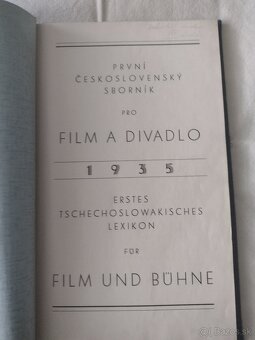 PRVNÍ
ČESKOSLOVENSKÝ
SBORNÍK
PRO
FILM A DIVADLO
1935
ERSTES
TSCHECHOSLOWAKISCHES
LEXIKON
FÜR
FILM UND BÜHNE